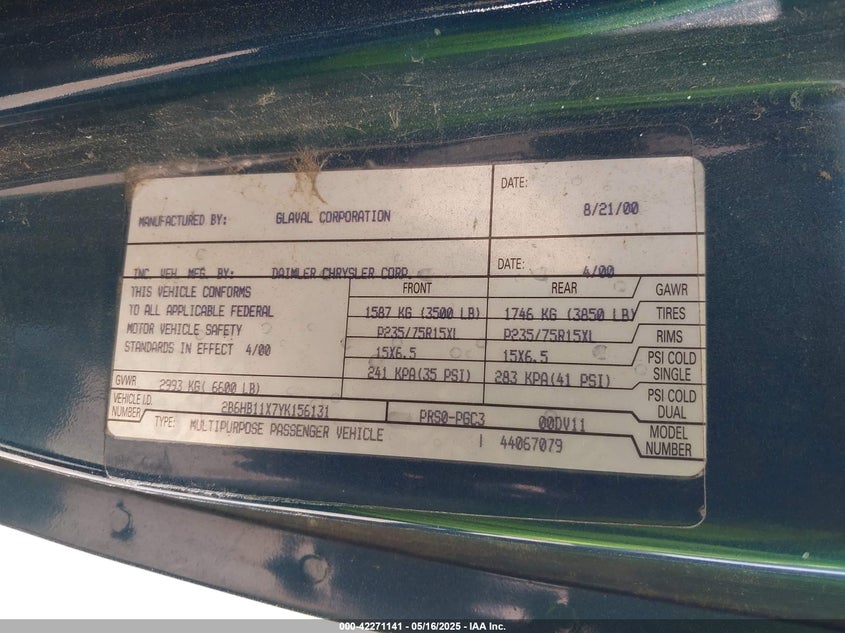 MANUFACTURED BY: GLAVAL CORPORATION DATE: 8/21/00
INC. VEH. MFG. BY: DAIMLER CHRYSLER CORP. DATE: 4/00
THIS VEHICLE CONFORMS FRONT REAR GAWR
TO ALL APPLICABLE FEDERAL 1587 KG (3500 LB) 1746 KG (3850 LB) TIRES
MOTOR VEHICLE SAFETY P235/75R15XL P235/75R15XL RIMS
STANDARDS IN EFFECT 4/00 15X6.5 15X6.5 PSI COLD SINGLE
241 KPA(35 PSI) 283 KPA(41 PSI)
GVWR 2993 KG( 6600 LB) PSI COLD DUAL
VEHICLE I.D. NUMBER 2B6HB11X7YK156131 PRS0-PGC3 00DV11 MODEL NUMBER
TYPE: MULTIPURPOSE PASSENGER VEHICLE 44067079
000-42271141 - 05/16/2025 - IAA Inc.